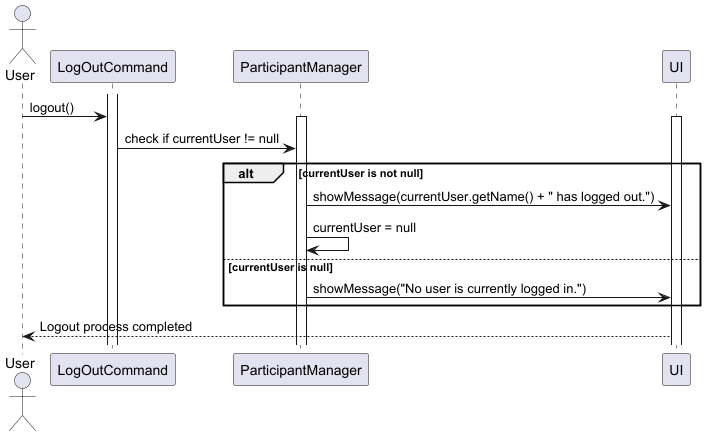 User
LogOutCommand
ParticipantManager
UI
logout()
check if currentUser != null
alt
[currentUser is not null]
showMessage(currentUser.getName() + " has logged out.")
currentUser = null
[currentUser is null]
showMessage("No user is currently logged in.")
Logout process completed
User
LogOutCommand
ParticipantManager
UI